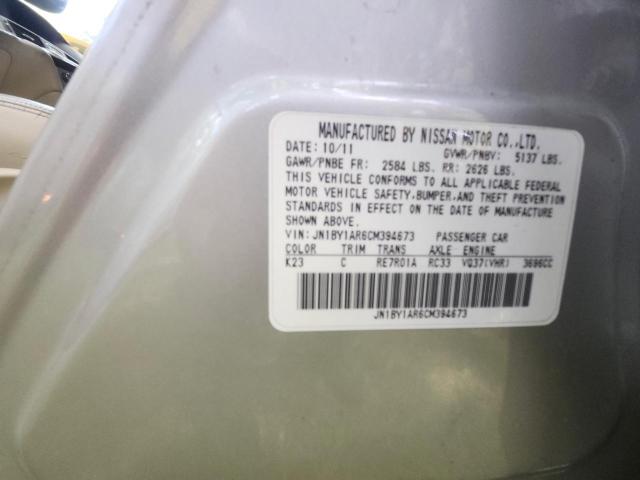 MANUFACTURED BY NISSAN MOTOR CO.,LTD.
DATE: 10/11 GVWR/PNBV: 5137 LBS.
GAWR/PNBE FR: 2584 LBS. RR: 2626 LBS.
THIS VEHICLE CONFORMS TO ALL APPLICABLE FEDERAL
MOTOR VEHICLE SAFETY,BUMPER,AND THEFT PREVENTION
STANDARDS IN EFFECT ON THE DATE OF MANUFACTURE
SHOWN ABOVE.
VIN: JN1BY1AR6CM394673 PASSENGER CAR
COLOR TRIM TRANS AXLE ENGINE
K23 C RE7R01A RC33 VQ37(VHR) 3696CC
JN1BY1AR6CM394673